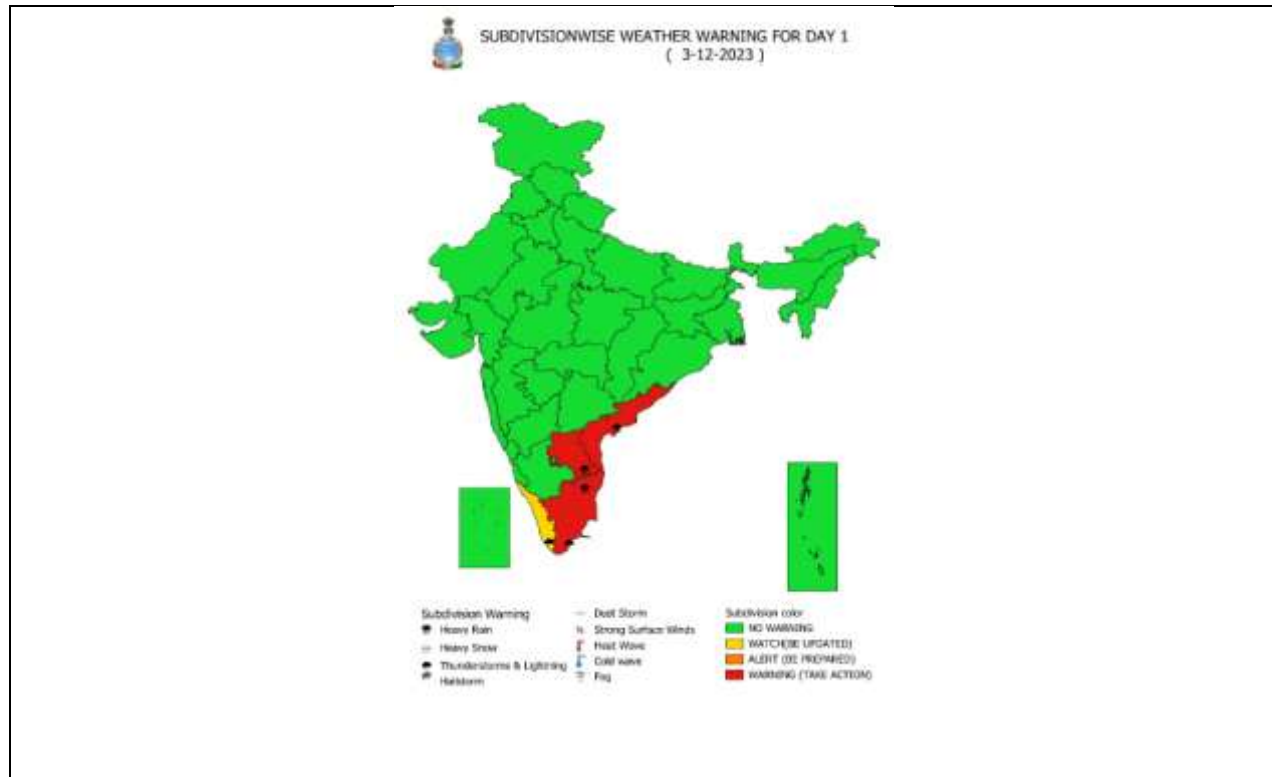 SUBDIVISIONWISE WEATHER WARNING FOR DAY 1
( 3-12-2023 )
Subdivision Warning
Heavy Rain
Heavy Snow
Thunderstorms & Lightning
Hailstorm
Dust Storm
Strong Surface Winds
Heat Wave
Cold wave
Fog
Subdivision color
NO WARNING
WATCH(BE UPDATED)
ALERT (BE PREPARED)
WARNING (TAKE ACTION)